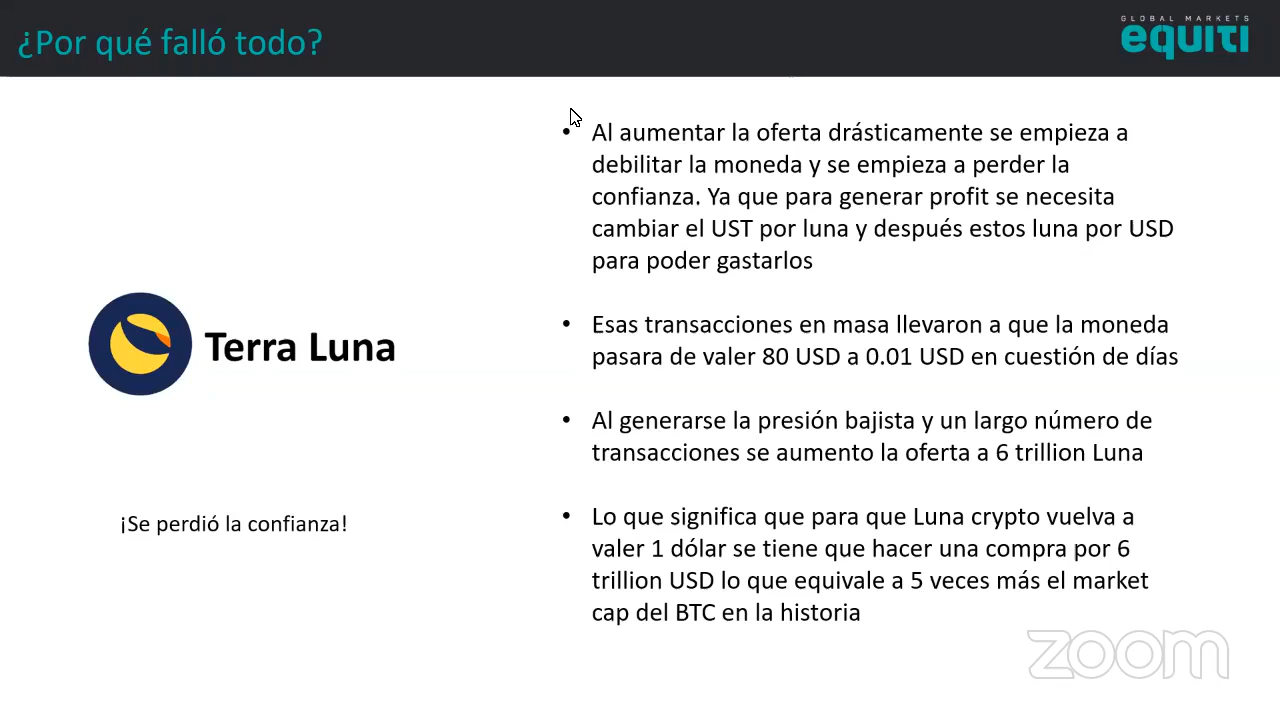 ¿Por qué falló todo?
GLOBAL MARKETS
equiti
• Al aumentar la oferta drásticamente se empieza a
debilitar la moneda y se empieza a perder la
confianza. Ya que para generar profit se necesita
cambiar el UST por luna y después estos luna por USD
para poder gastarlos
• Esas transacciones en masa llevaron a que la moneda
pasara de valer 80 USD a 0.01 USD en cuestión de días
• Al generarse la presión bajista y un largo número de
transacciones se aumento la oferta a 6 trillion Luna
• Lo que significa que para que Luna crypto vuelva a
valer 1 dólar se tiene que hacer una compra por 6
trillion USD lo que equivale a 5 veces más el market
cap del BTC en la historia
Terra Luna
¡Se perdió la confianza!
zoom